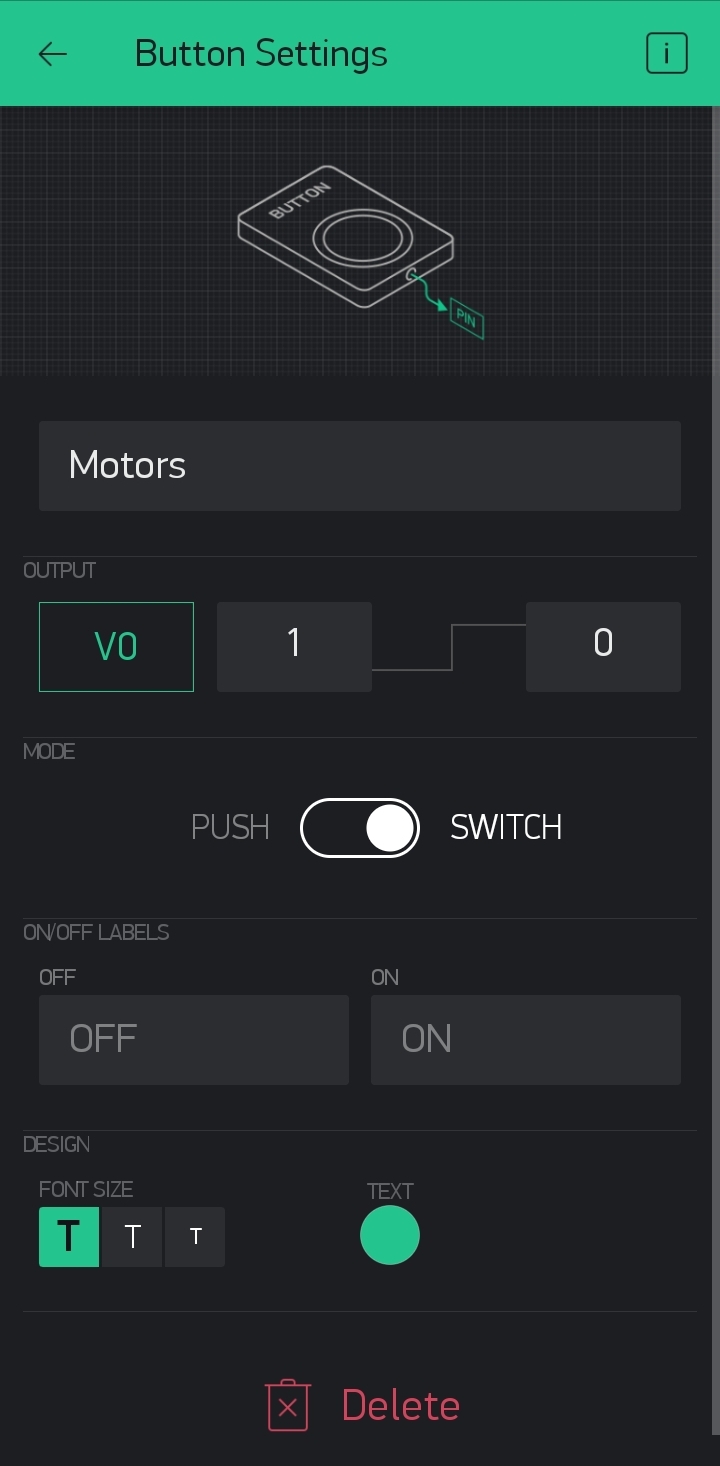 Button Settings
i
BUTTON
PIN
Motors
OUTPUT
V0 1 0
MODE
PUSH SWITCH
ON/OFF LABELS
OFF ON
OFF ON
DESIGN
FONT SIZE TEXT
T T T
Delete